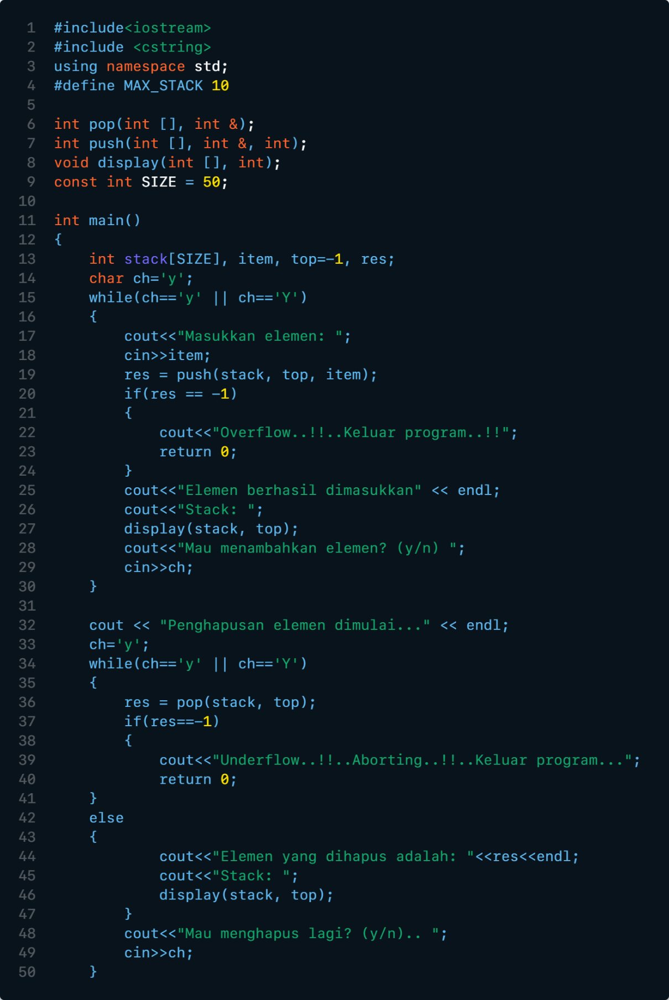 1 #include<iostream>
2 #include <cstring>
3 using namespace std;
4 #define MAX_STACK 10
5
6 int pop(int [], int &);
7 int push(int [], int &, int);
8 void display(int [], int);
9 const int SIZE = 50;
10
11 int main()
12 {
13     int stack[SIZE], item, top=-1, res;
14     char ch='y';
15     while(ch=='y' || ch=='Y')
16     {
17         cout<<"Masukkan elemen: ";
18         cin>>item;
19         res = push(stack, top, item);
20         if(res == -1)
21         {
22             cout<<"Overflow..!!..Keluar program..!!";
23             return 0;
24         }
25         cout<<"Elemen berhasil dimasukkan" << endl;
26         cout<<"Stack: ";
27         display(stack, top);
28         cout<<"Mau menambahkan elemen? (y/n) ";
29         cin>>ch;
30     }
31
32     cout << "Penghapusan elemen dimulai..." << endl;
33     ch='y';
34     while(ch=='y' || ch=='Y')
35     {
36         res = pop(stack, top);
37         if(res==-1)
38         {
39             cout<<"Underflow..!!..Aborting..!!..Keluar program...";
40             return 0;
41     }
42     else
43     {
44             cout<<"Elemen yang dihapus adalah: "<<res<<endl;
45             cout<<"Stack: ";
46             display(stack, top);
47         }
48         cout<<"Mau menghapus lagi? (y/n).. ";
49         cin>>ch;
50     }